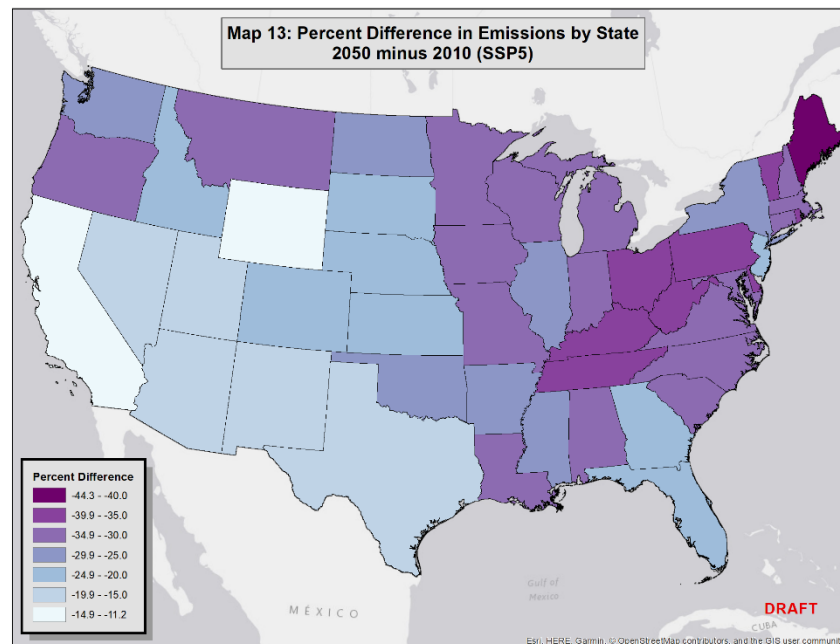 Map 13: Percent Difference in Emissions by State
2050 minus 2010 (SSP5)
Percent Difference
-44.3 - -40.0
-39.9 - -35.0
-34.9 - -30.0
-29.9 - -25.0
-24.9 - -20.0
-19.9 - -15.0
-14.9 - -11.2
MÉXICO
Gulf of
Mexico
DRAFT
CUBA
Esri, HERE, Garmin, © OpenStreetMap contributors, and the GIS user community